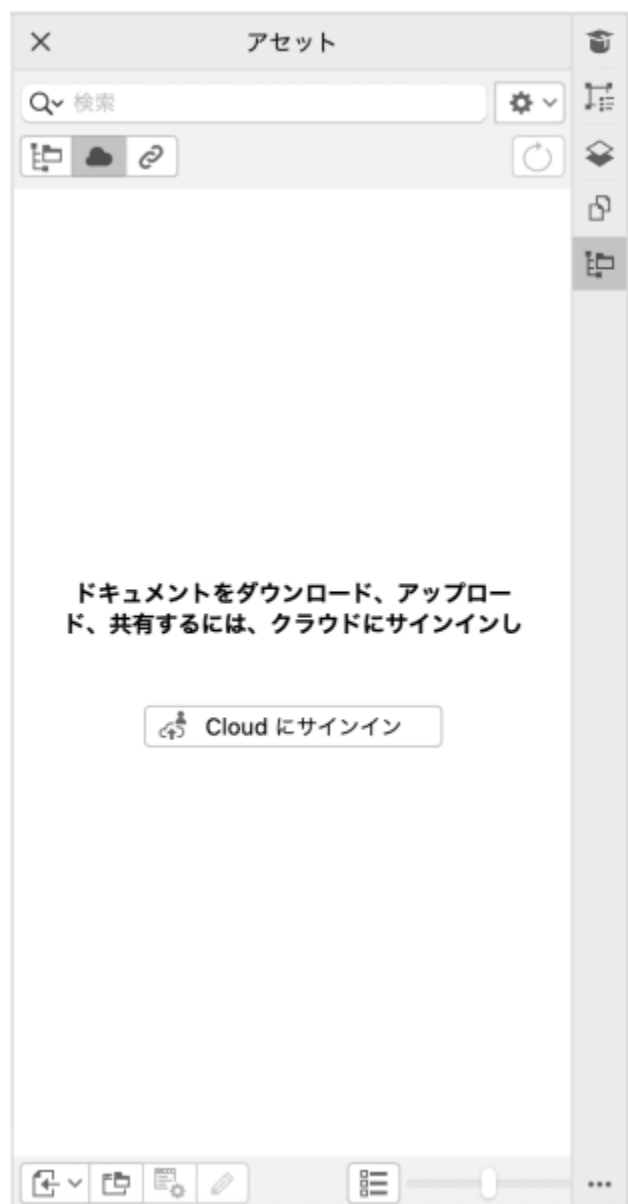 アセット
検索
ドキュメントをダウンロード、アップロー
ド、共有するには、クラウドにサインインし
Cloud にサインイン